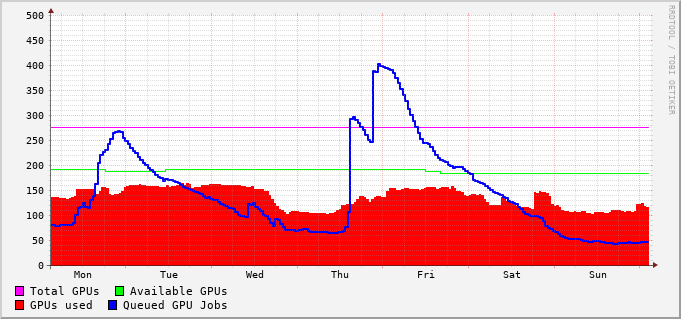 500
450
400
350
300
250
200
150
100
50
0
Mon Tue Wed Thu Fri Sat Sun
Total GPUs Available GPUs
GPUs used Queued GPU Jobs
RRDTOOL / TOBI OETIKER